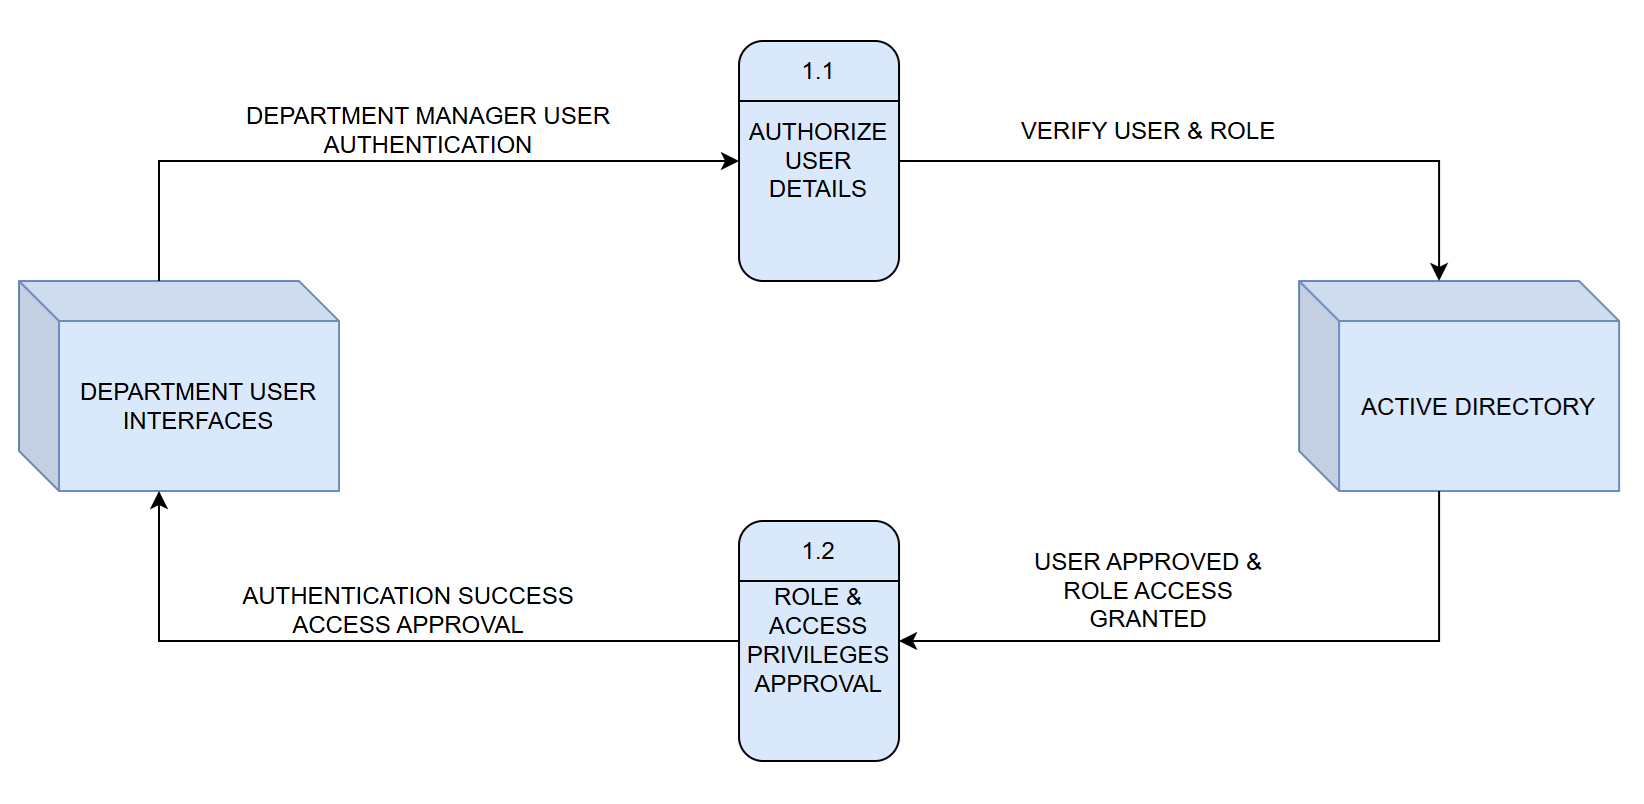 1.1
AUTHORIZE
USER
DETAILS
DEPARTMENT MANAGER USER
AUTHENTICATION
VERIFY USER & ROLE
DEPARTMENT USER
INTERFACES
ACTIVE DIRECTORY
1.2
ROLE &
ACCESS
PRIVILEGES
APPROVAL
USER APPROVED &
ROLE ACCESS
GRANTED
AUTHENTICATION SUCCESS
ACCESS APPROVAL